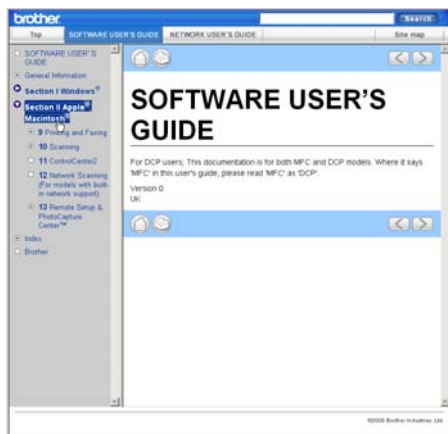 brother.
Search
Top
SOFTWARE USER'S GUIDE
NETWORK USER'S GUIDE
Site map
SOFTWARE USER' S
GUIDE
General Information
Section I Windows®
Section II Apple®
Macintosh®
9 Printing and Faxing
10 Scanning
11 ControlCenter2
12 Network Scanning
(For models with built-
in network support)
13 Remote Setup &
PhotoCapture
Center™
Index
Brother
SOFTWARE USER'S
GUIDE
For DCP users; This documentation is for both MFC and DCP models. Where it says
'MFC' in this user's guide, please read 'MFC' as 'DCP'.
Version 0
UK
©2006 Brother Industries, Ltd.